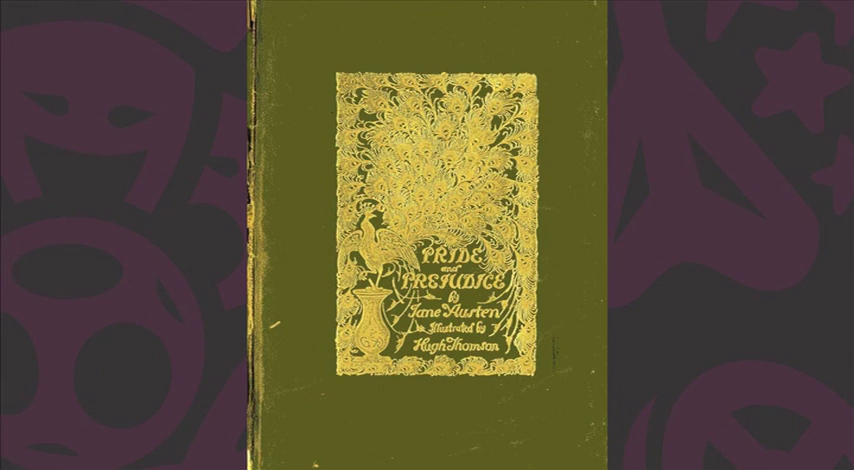 PRIDE
and
PREJUDICE
by
Jane Austen
Illustrated by
Hugh Thomson